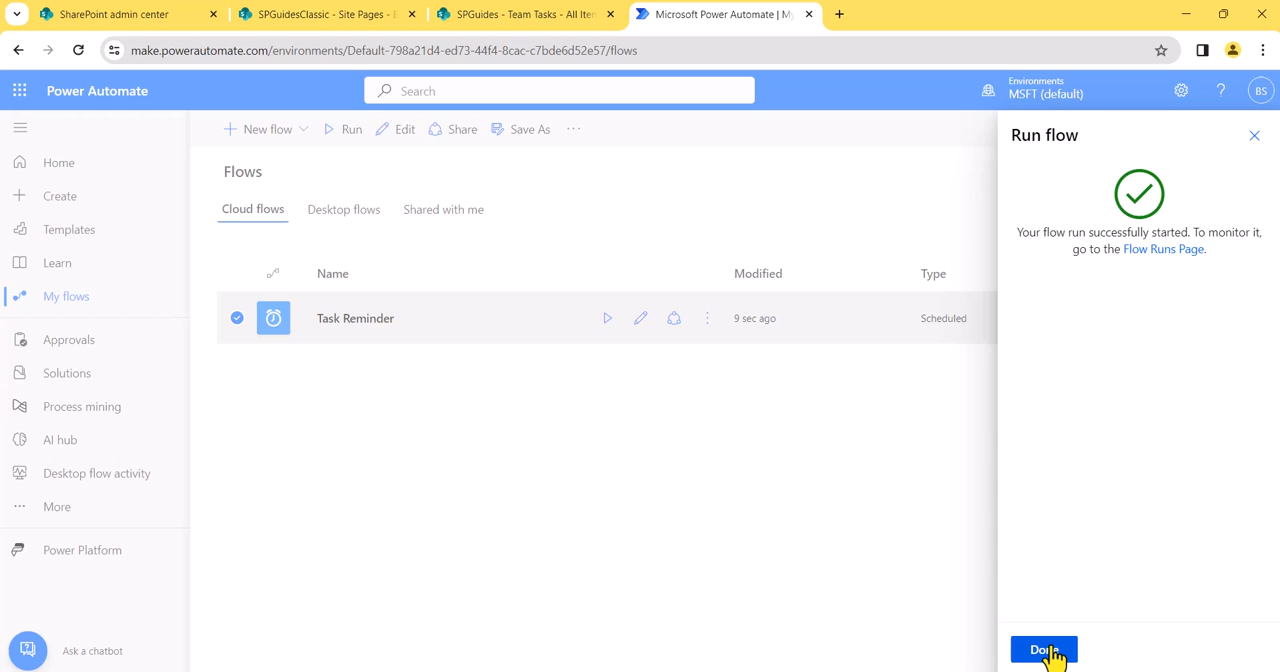 SharePoint admin center
SPGuidesClassic - Site Pages -
SPGuides - Team Tasks - All Iten
Microsoft Power Automate | My
make.powerautomate.com/environments/Default-798a21d4-ed73-44f4-8cac-c7bde6d52e57/flows
Power Automate
Search
Environments
MSFT (default)
BS
New flow
Run
Edit
Share
Save As
Run flow
Home
Create
Templates
Learn
My flows
Approvals
Solutions
Process mining
AI hub
Desktop flow activity
More
Power Platform
Ask a chatbot
Flows
Cloud flows
Desktop flows
Shared with me
Name
Modified
Type
Task Reminder
9 sec ago
Scheduled
Your flow run successfully started. To monitor it,
go to the Flow Runs Page.
Done